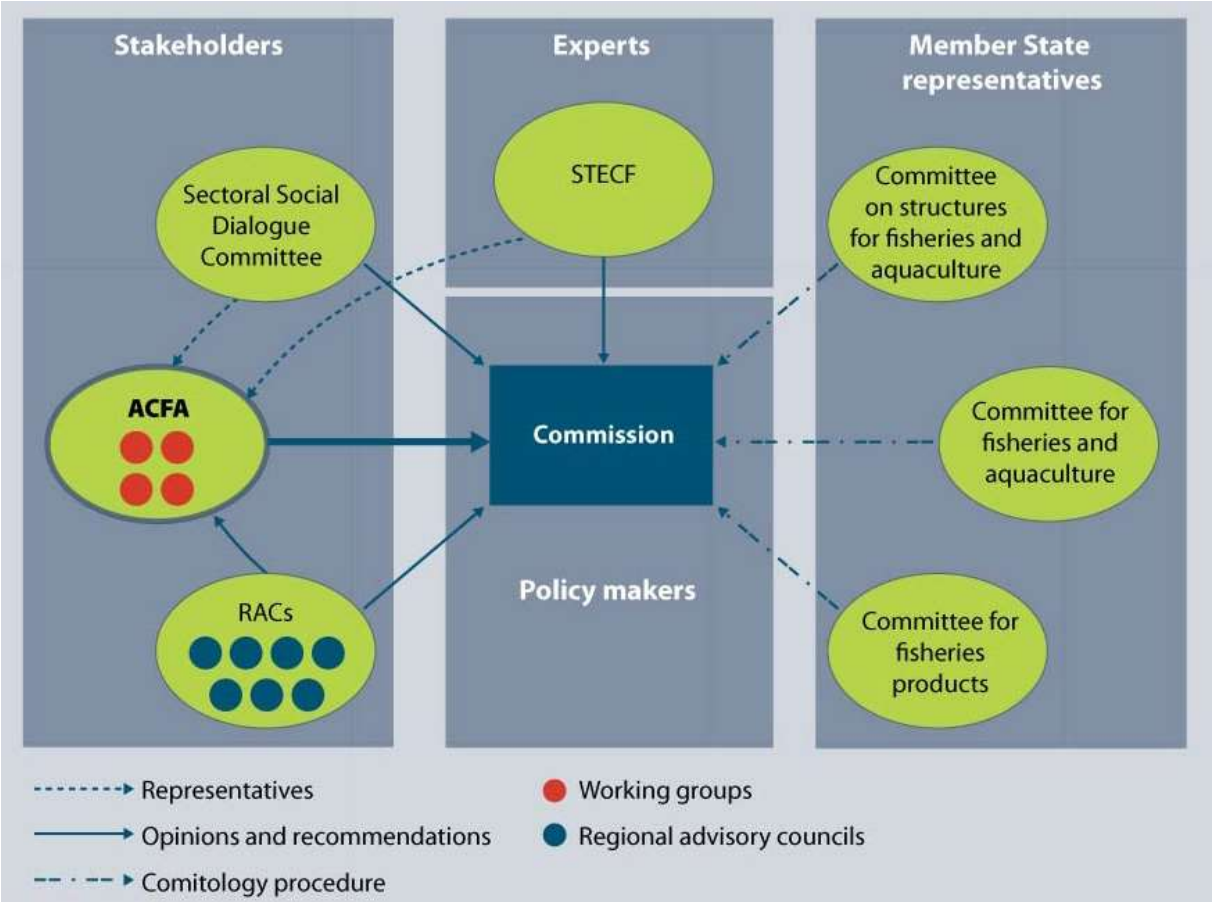 Stakeholders
Experts
Member State
representatives
Sectoral Social
Dialogue
Committee
STECF
Committee
on structures
for fisheries and
aquaculture
ACFA
Commission
Committee for
fisheries and
aquaculture
RACs
Policy makers
Committee for
fisheries
products
Representatives
Working groups
Opinions and recommendations
Regional advisory councils
Comitology procedure